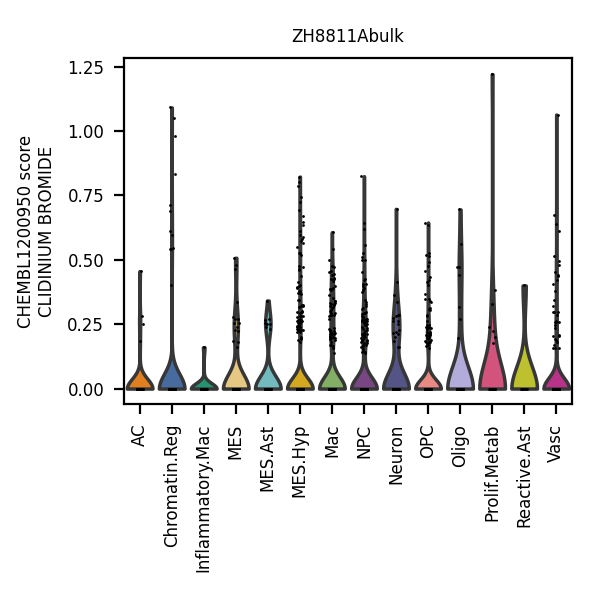 ZH8811Abulk
CHEMBL1200950 score
CLIDINIUM BROMIDE
1.25
1.00
0.75
0.50
0.25
0.00
AC
Chromatin.Reg
Inflammatory.Mac
MES
MES.Ast
MES.Hyp
Mac
NPC
Neuron
OPC
Oligo
Prolif.Metab
Reactive.Ast
Vasc